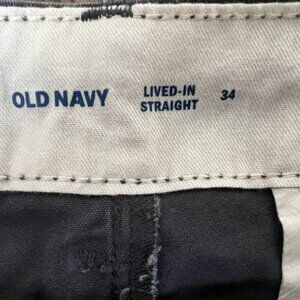 OLD NAVY
LIVED-IN
STRAIGHT
34